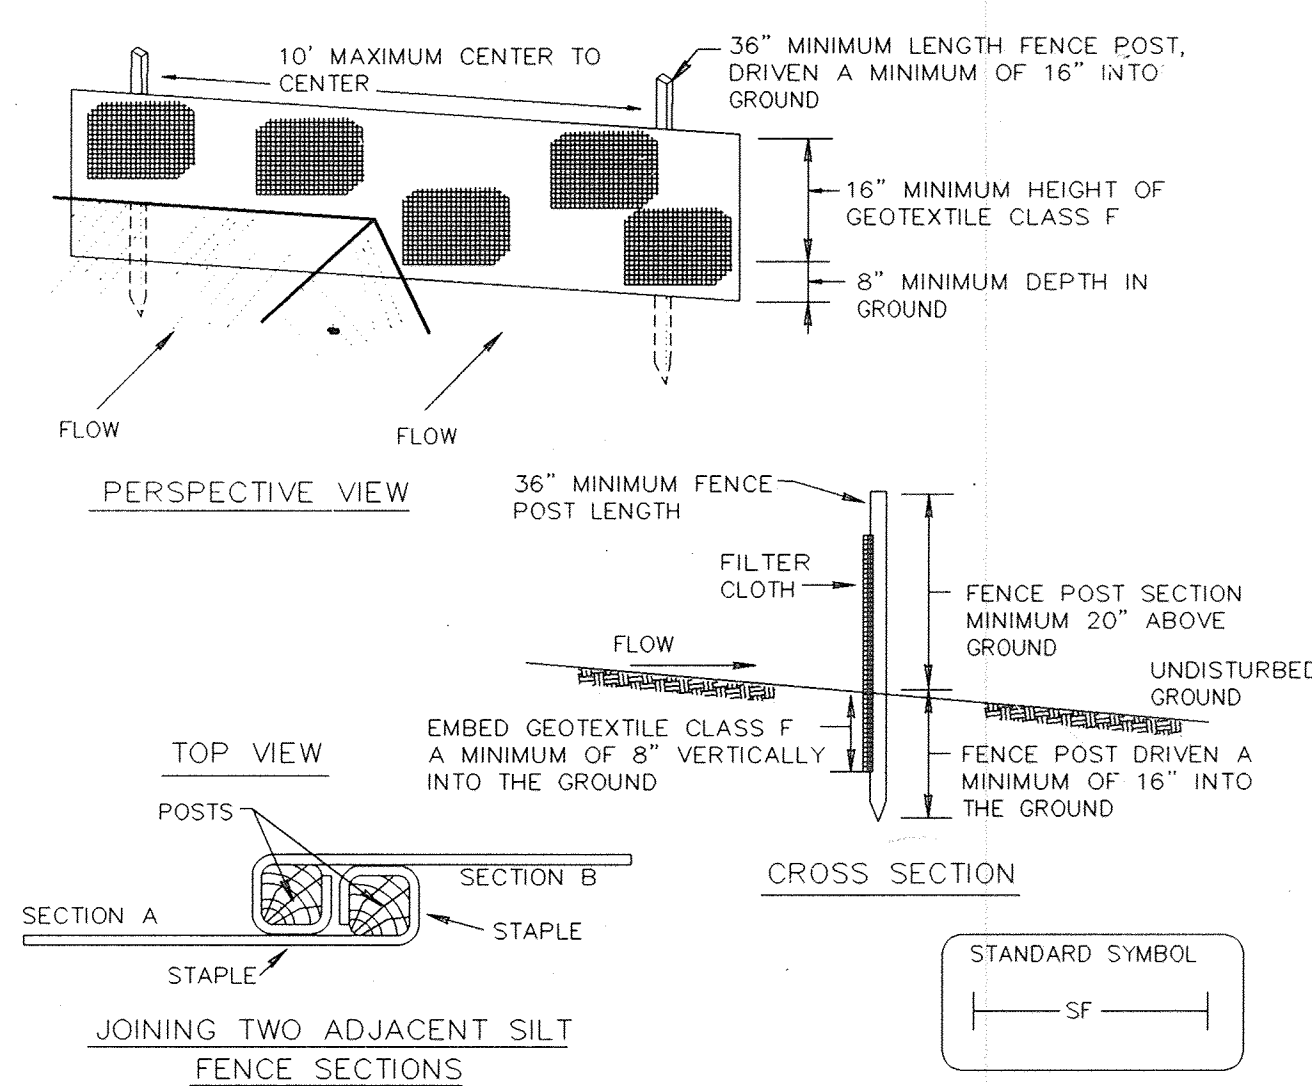 10' MAXIMUM CENTER TO
CENTER
36" MINIMUM LENGTH FENCE POST,
DRIVEN A MINIMUM OF 16" INTO
GROUND
16" MINIMUM HEIGHT OF
GEOTEXTILE CLASS F
8" MINIMUM DEPTH IN
GROUND
FLOW
FLOW
PERSPECTIVE VIEW
36" MINIMUM FENCE
POST LENGTH
FILTER
CLOTH
FENCE POST SECTION
MINIMUM 20" ABOVE
GROUND
FLOW
UNDISTURBED
GROUND
EMBED GEOTEXTILE CLASS F
A MINIMUM OF 8" VERTICALLY
INTO THE GROUND
FENCE POST DRIVEN A
MINIMUM OF 16" INTO
THE GROUND
CROSS SECTION
TOP VIEW
POSTS
SECTION B
SECTION A
STAPLE
STAPLE
JOINING TWO ADJACENT SILT
FENCE SECTIONS
STANDARD SYMBOL
SF